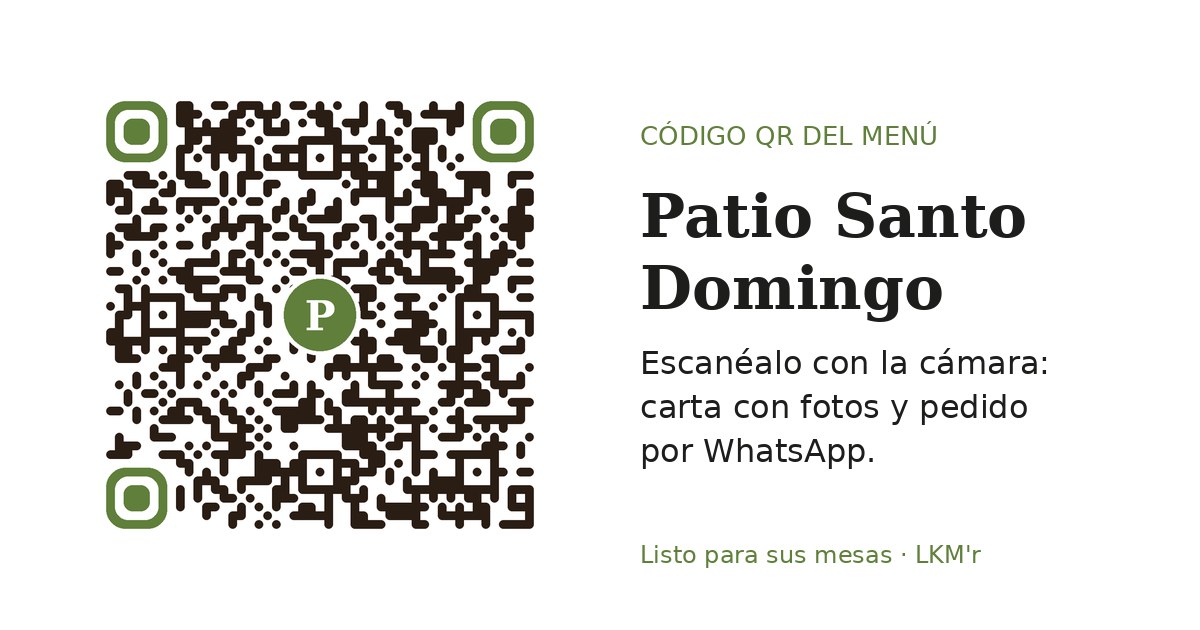 P
CÓDIGO QR DEL MENÚ
Patio Santo
Domingo
Escanéalo con la cámara:
carta con fotos y pedido
por WhatsApp.
Listo para sus mesas · LKM'r